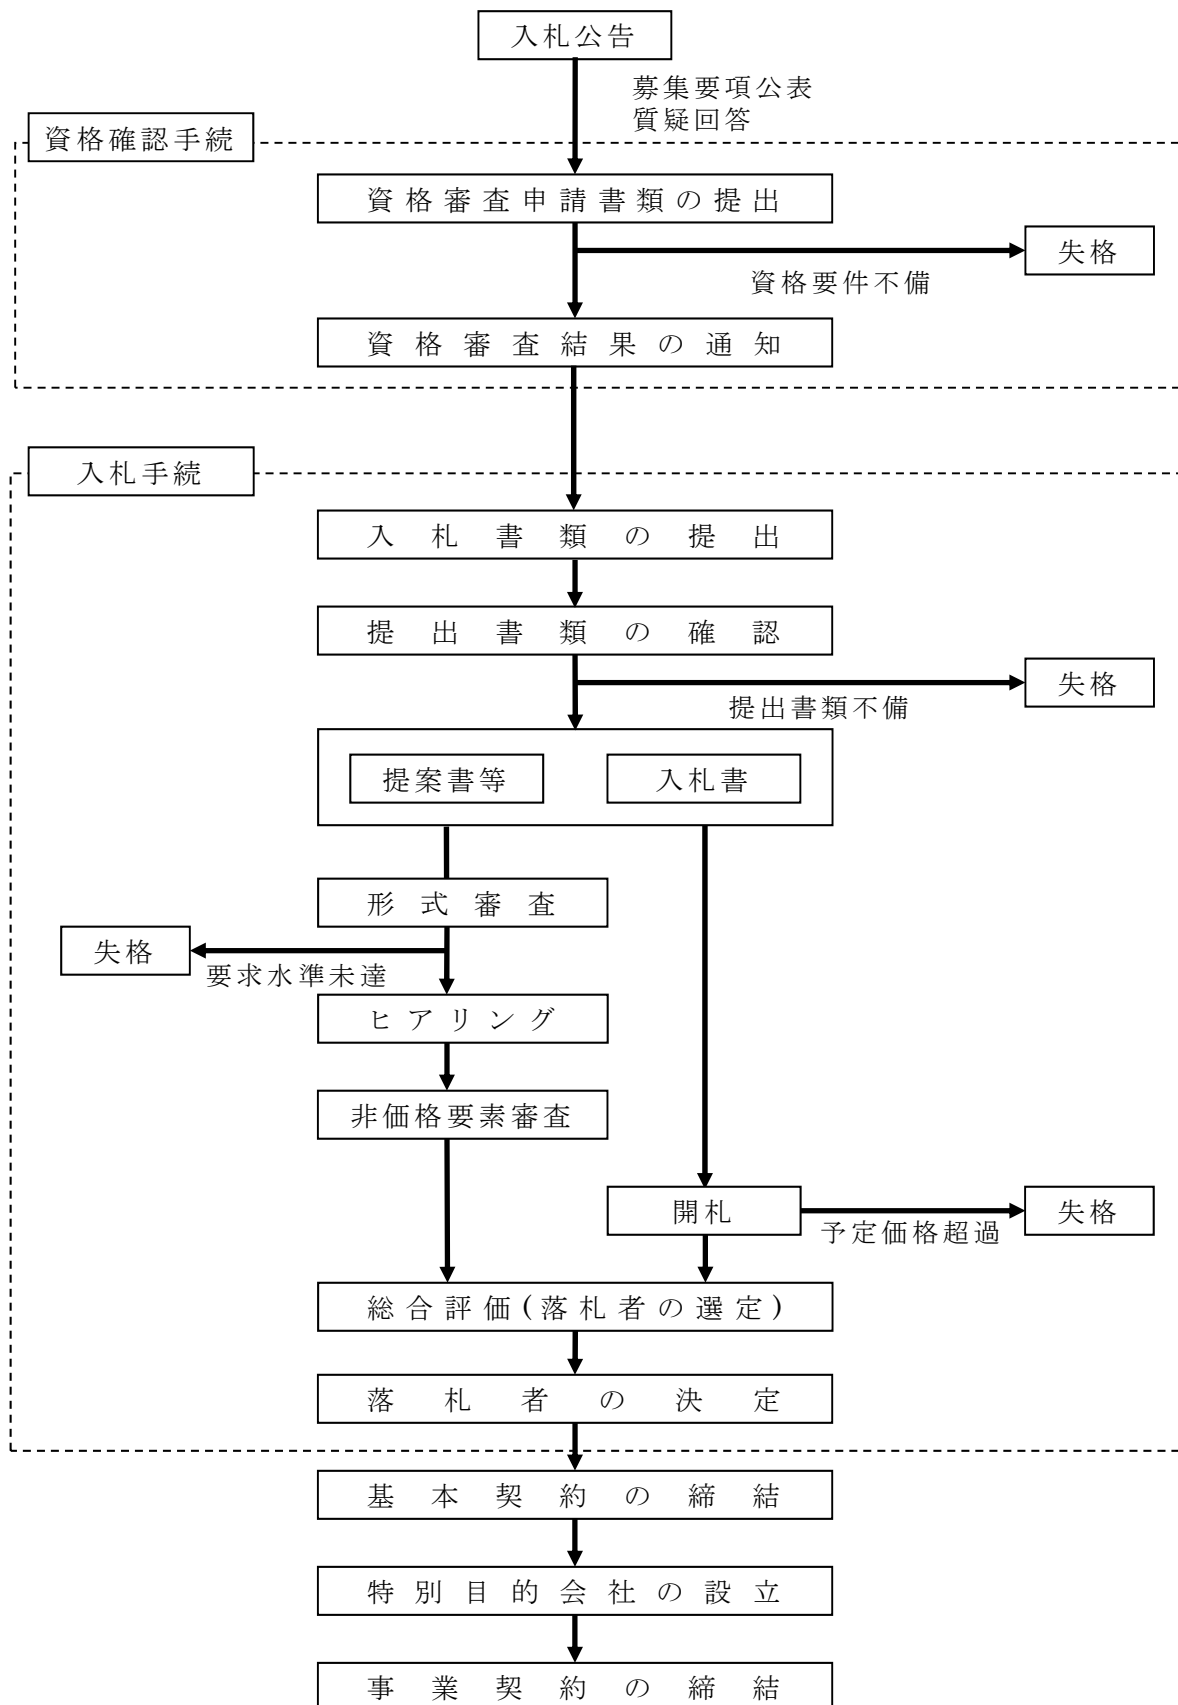 入札公告
募集要項公表
質疑回答
資格確認手続
資格審査申請書類の提出
失格
資格要件不備
資格審査結果の通知
入札手続
入札書類の提出
提出書類の確認
失格
提出書類不備
提案書等
入札書
形式審査
失格
要求水準未達
ヒアリング
非価格要素審査
開札
失格
予定価格超過
総合評価(落札者の選定)
落札者の決定
基本契約の締結
特別目的会社の設立
事業契約の締結